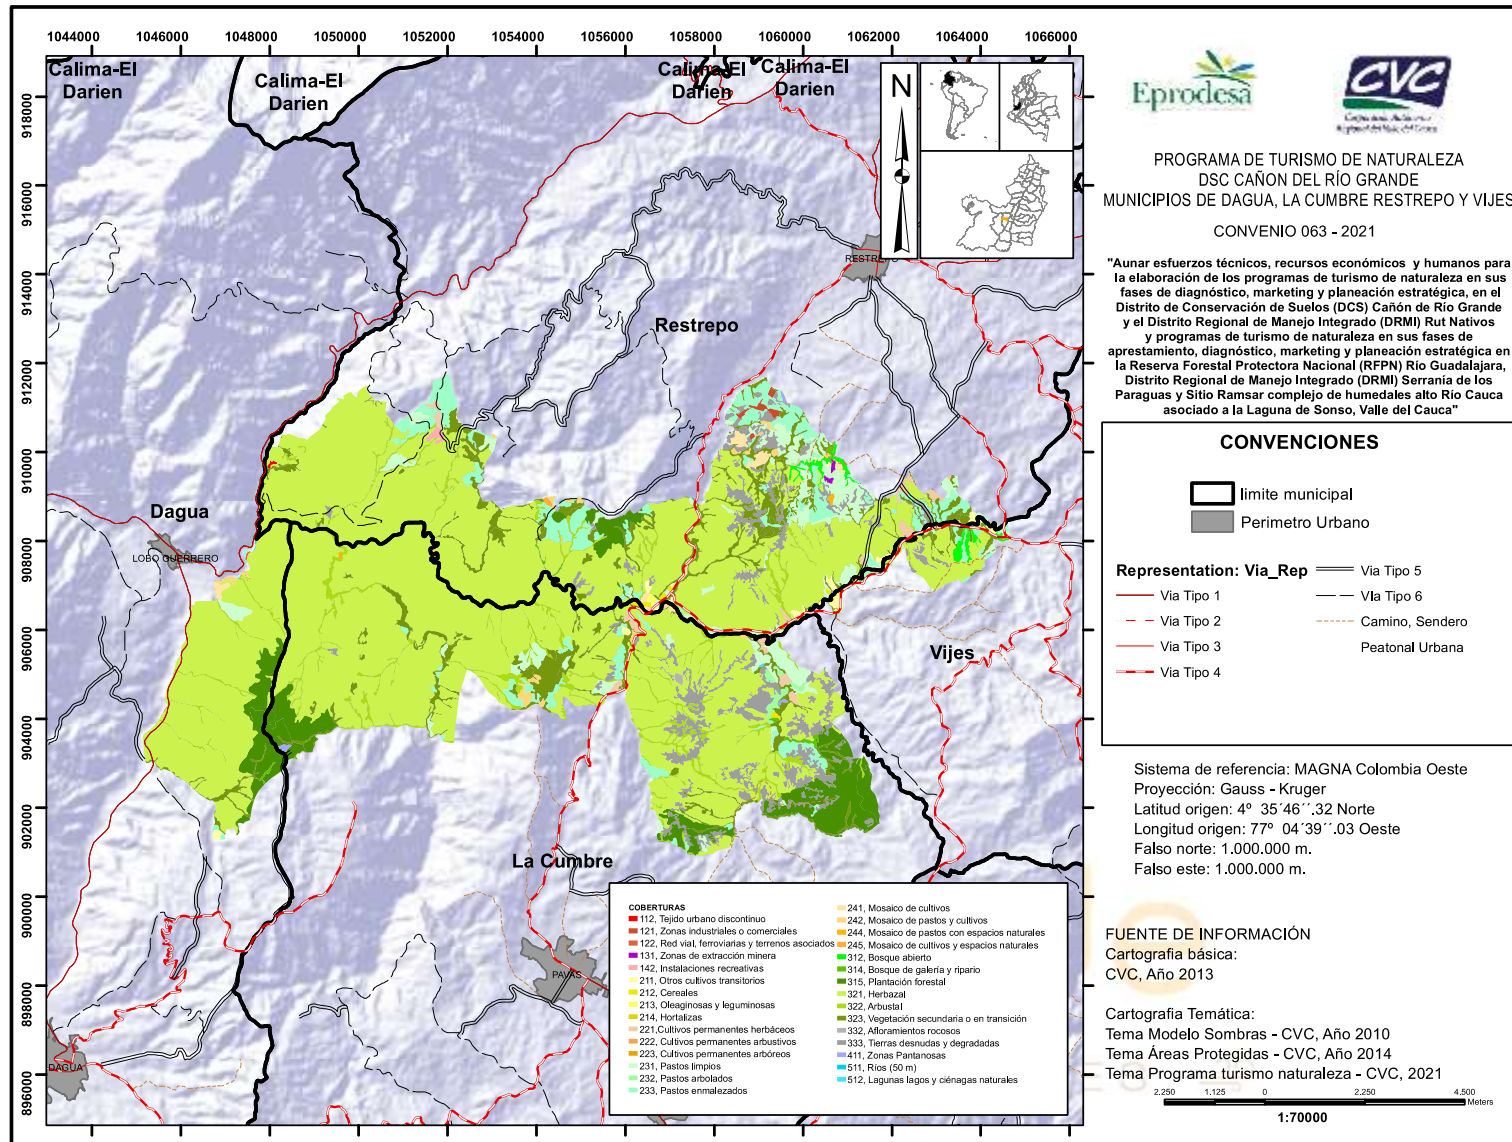 1044000 1046000 1048000 1050000 1052000 1054000 1056000 1058000 1060000 1062000 1064000 1066000
918000
916000
914000
912000
910000
908000
906000
904000
902000
900000
898000
896000
Calima-El
Darien
Calima-El
Darien
Calima-El
Darien
Calima-El
Darien
N
Restrepo
Dagua
LOBO GUERRERO
Vijes
La Cumbre
PAVAS
DAGUA
COBERTURAS
112, Tejido urbano discontinuo
121, Zonas industriales o comerciales
122, Red vial, ferroviarias y terrenos asociados
131, Zonas de extracción minera
142, Instalaciones recreativas
211, Otros cultivos transitorios
212, Cereales
213, Oleaginosas y leguminosas
214, Hortalizas
221,Cultivos permanentes herbáceos
222, Cultivos permanentes arbustivos
223, Cultivos permanentes arbóreos
231, Pastos limpios
232, Pastos arbolados
233, Pastos enmalezados
241, Mosaico de cultivos
242, Mosaico de pastos y cultivos
244, Mosaico de pastos con espacios naturales
245, Mosaico de cultivos y espacios naturales
312, Bosque abierto
314, Bosque de galería y ripario
315, Plantación forestal
321, Herbazal
322, Arbustal
323, Vegetación secundaria o en transición
332, Afloramientos rocosos
333, Tierras desnudas y degradadas
411, Zonas Pantanosas
511, Ríos (50 m)
512, Lagunas lagos y ciénagas naturales
Eprodesa
CVC
PROGRAMA DE TURISMO DE NATURALEZA
DSC CAÑON DEL RÍO GRANDE
MUNICIPIOS DE DAGUA, LA CUMBRE RESTREPO Y VIJES
CONVENIO 063 - 2021
"Aunar esfuerzos técnicos, recursos económicos y humanos para
la elaboración de los programas de turismo de naturaleza en sus
fases de diagnóstico, marketing y planeación estratégica, en el
Distrito de Conservación de Suelos (DCS) Cañón de Río Grande
y el Distrito Regional de Manejo Integrado (DRMI) Rut Nativos
y programas de turismo de naturaleza en sus fases de
aprestamiento, diagnóstico, marketing y planeación estratégica en
la Reserva Forestal Protectora Nacional (RFPN) Río Guadalajara,
Distrito Regional de Manejo Integrado (DRMI) Serranía de los
Paraguas y Sitio Ramsar complejo de humedales alto Río Cauca
asociado a la Laguna de Sonso, Valle del Cauca"
CONVENCIONES
limite municipal
Perimetro Urbano
Representation: Via_Rep
Via Tipo 1
Via Tipo 2
Via Tipo 3
Via Tipo 4
Via Tipo 5
VIa Tipo 6
Camino, Sendero
Peatonal Urbana
Sistema de referencia: MAGNA Colombia Oeste
Proyección: Gauss - Kruger
Latitud origen: 4º 35´46´´.32 Norte
Longitud origen: 77º 04´39´´.03 Oeste
Falso norte: 1.000.000 m.
Falso este: 1.000.000 m.
FUENTE DE INFORMACIÓN
Cartografia básica:
CVC, Año 2013
Cartografia Temática:
Tema Modelo Sombras - CVC, Año 2010
Tema Áreas Protegidas - CVC, Año 2014
Tema Programa turismo naturaleza - CVC, 2021
2.250 1.125 0 2.250 4.500
Meters
1:70000